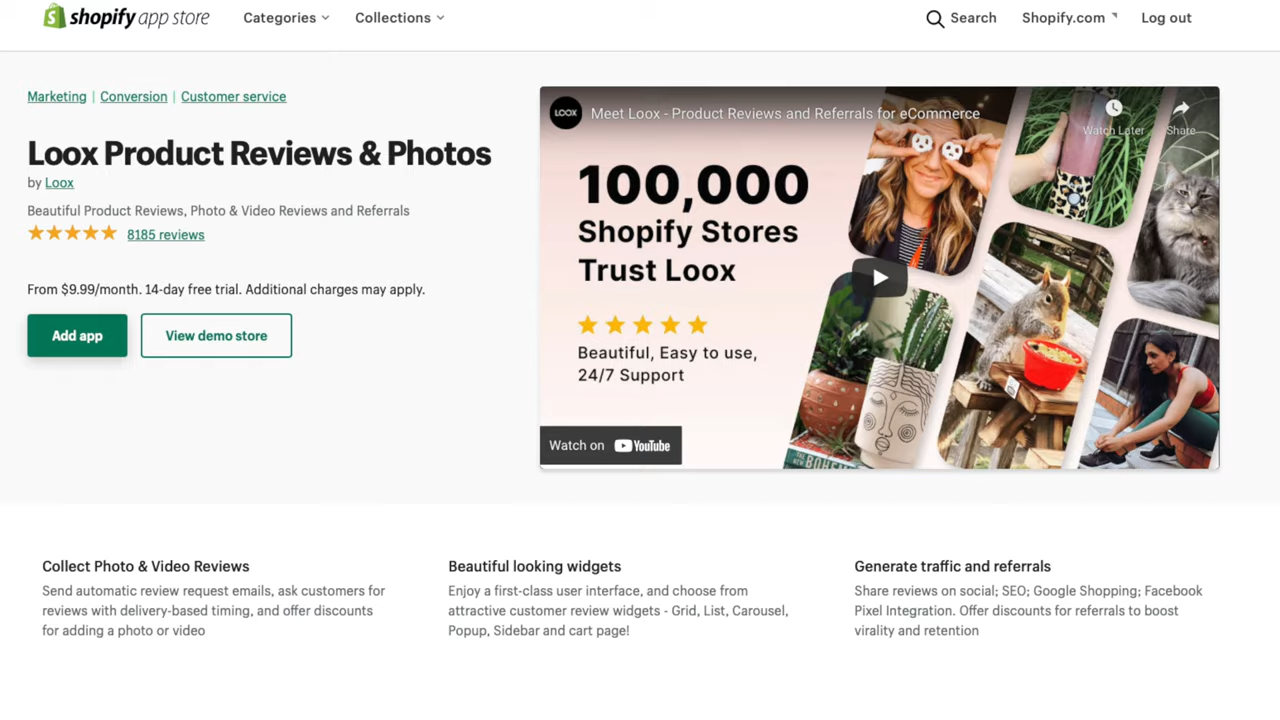 shopify app store
Categories
Collections
Search
Shopify.com
Log out
Marketing | Conversion | Customer service
Loox Product Reviews & Photos
by Loox
Beautiful Product Reviews, Photo & Video Reviews and Referrals
8185 reviews
From $9.99/month. 14-day free trial. Additional charges may apply.
Add app
View demo store
LOOX
Meet Loox - Product Reviews and Referrals for eCommerce
Watch Later
Share
100,000
Shopify Stores
Trust Loox
Beautiful, Easy to use,
24/7 Support
Watch on YouTube
Collect Photo & Video Reviews
Send automatic review request emails, ask customers for
reviews with delivery-based timing, and offer discounts
for adding a photo or video
Beautiful looking widgets
Enjoy a first-class user interface, and choose from
attractive customer review widgets - Grid, List, Carousel,
Popup, Sidebar and cart page!
Generate traffic and referrals
Share reviews on social; SEO; Google Shopping; Facebook
Pixel Integration. Offer discounts for referrals to boost
virality and retention